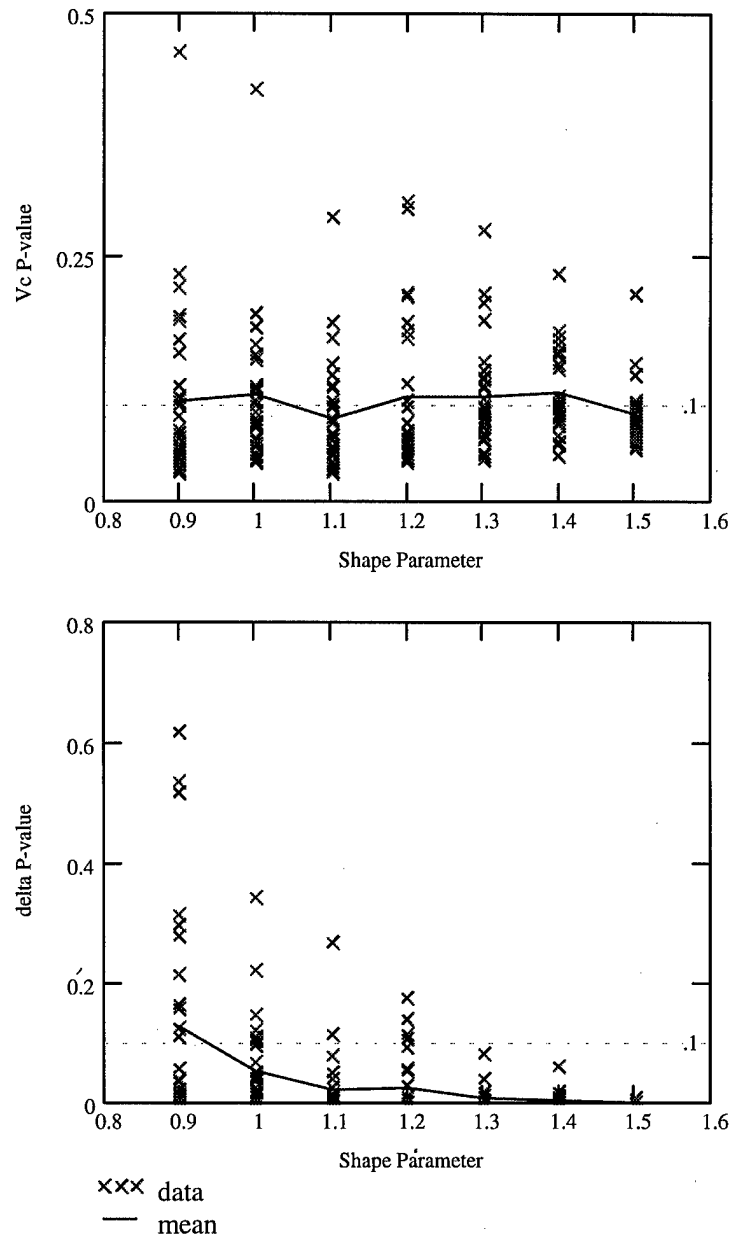 0.5
Vc P-value
0.25
.1
0
0.8 0.9 1 1.1 1.2 1.3 1.4 1.5 1.6
Shape Parameter
0.8
0.6
delta P-value
0.4
0.2
.1
0
0.8 0.9 1 1.1 1.2 1.3 1.4 1.5 1.6
Shape Parameter
××× data
— mean